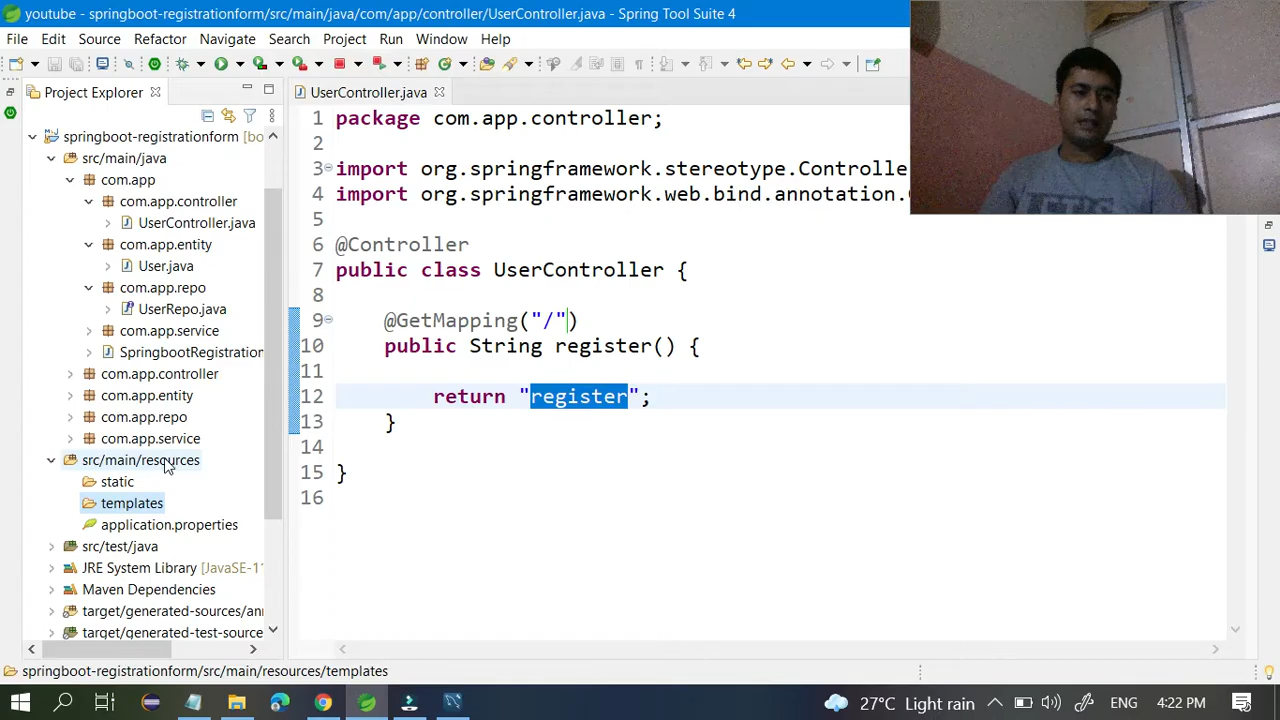 youtube - springboot-registrationform/src/main/java/com/app/controller/UserController.java - Spring Tool Suite 4
File Edit Source Refactor Navigate Search Project Run Window Help
Project Explorer
UserController.java
springboot-registrationform [bo
src/main/java
com.app
com.app.controller
UserController.java
com.app.entity
User.java
com.app.repo
UserRepo.java
com.app.service
SpringbootRegistration
com.app.controller
com.app.entity
com.app.repo
com.app.service
src/main/resources
static
templates
application.properties
src/test/java
JRE System Library [JavaSE-11
Maven Dependencies
target/generated-sources/ann
target/generated-test-source
1 package com.app.controller;
2
3 import org.springframework.stereotype.Controlle
4 import org.springframework.web.bind.annotation.
5
6 @Controller
7 public class UserController {
8
9 @GetMapping("/")
10 public String register() {
11
12 return "register";
13 }
14
15 }
16
springboot-registrationform/src/main/resources/templates
27°C Light rain
ENG
4:22 PM